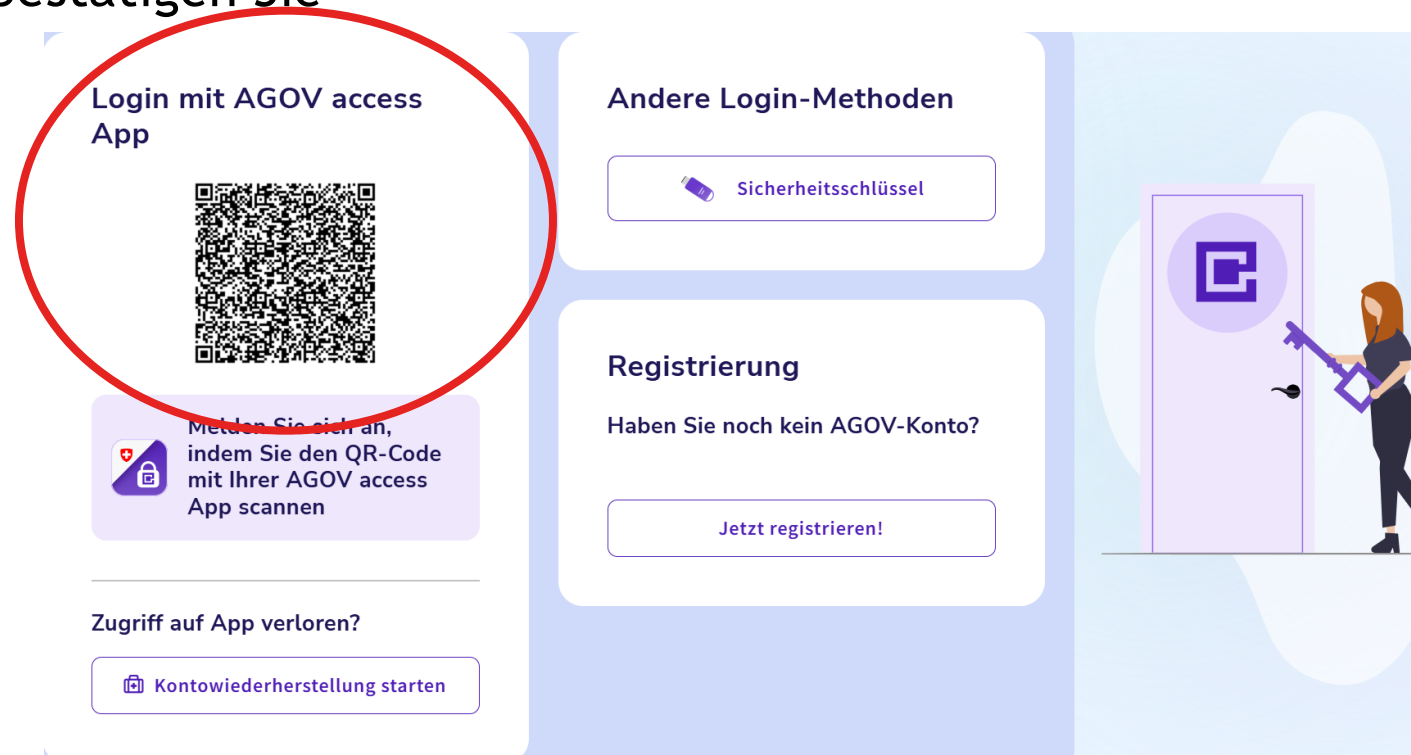 bestätigen Sie
Login mit AGOV access
App
Melden Sie sich an,
indem Sie den QR-Code
mit Ihrer AGOV access
App scannen
Zugriff auf App verloren?
Kontowiederherstellung starten
Andere Login-Methoden
Sicherheitsschlüssel
Registrierung
Haben Sie noch kein AGOV-Konto?
Jetzt registrieren!